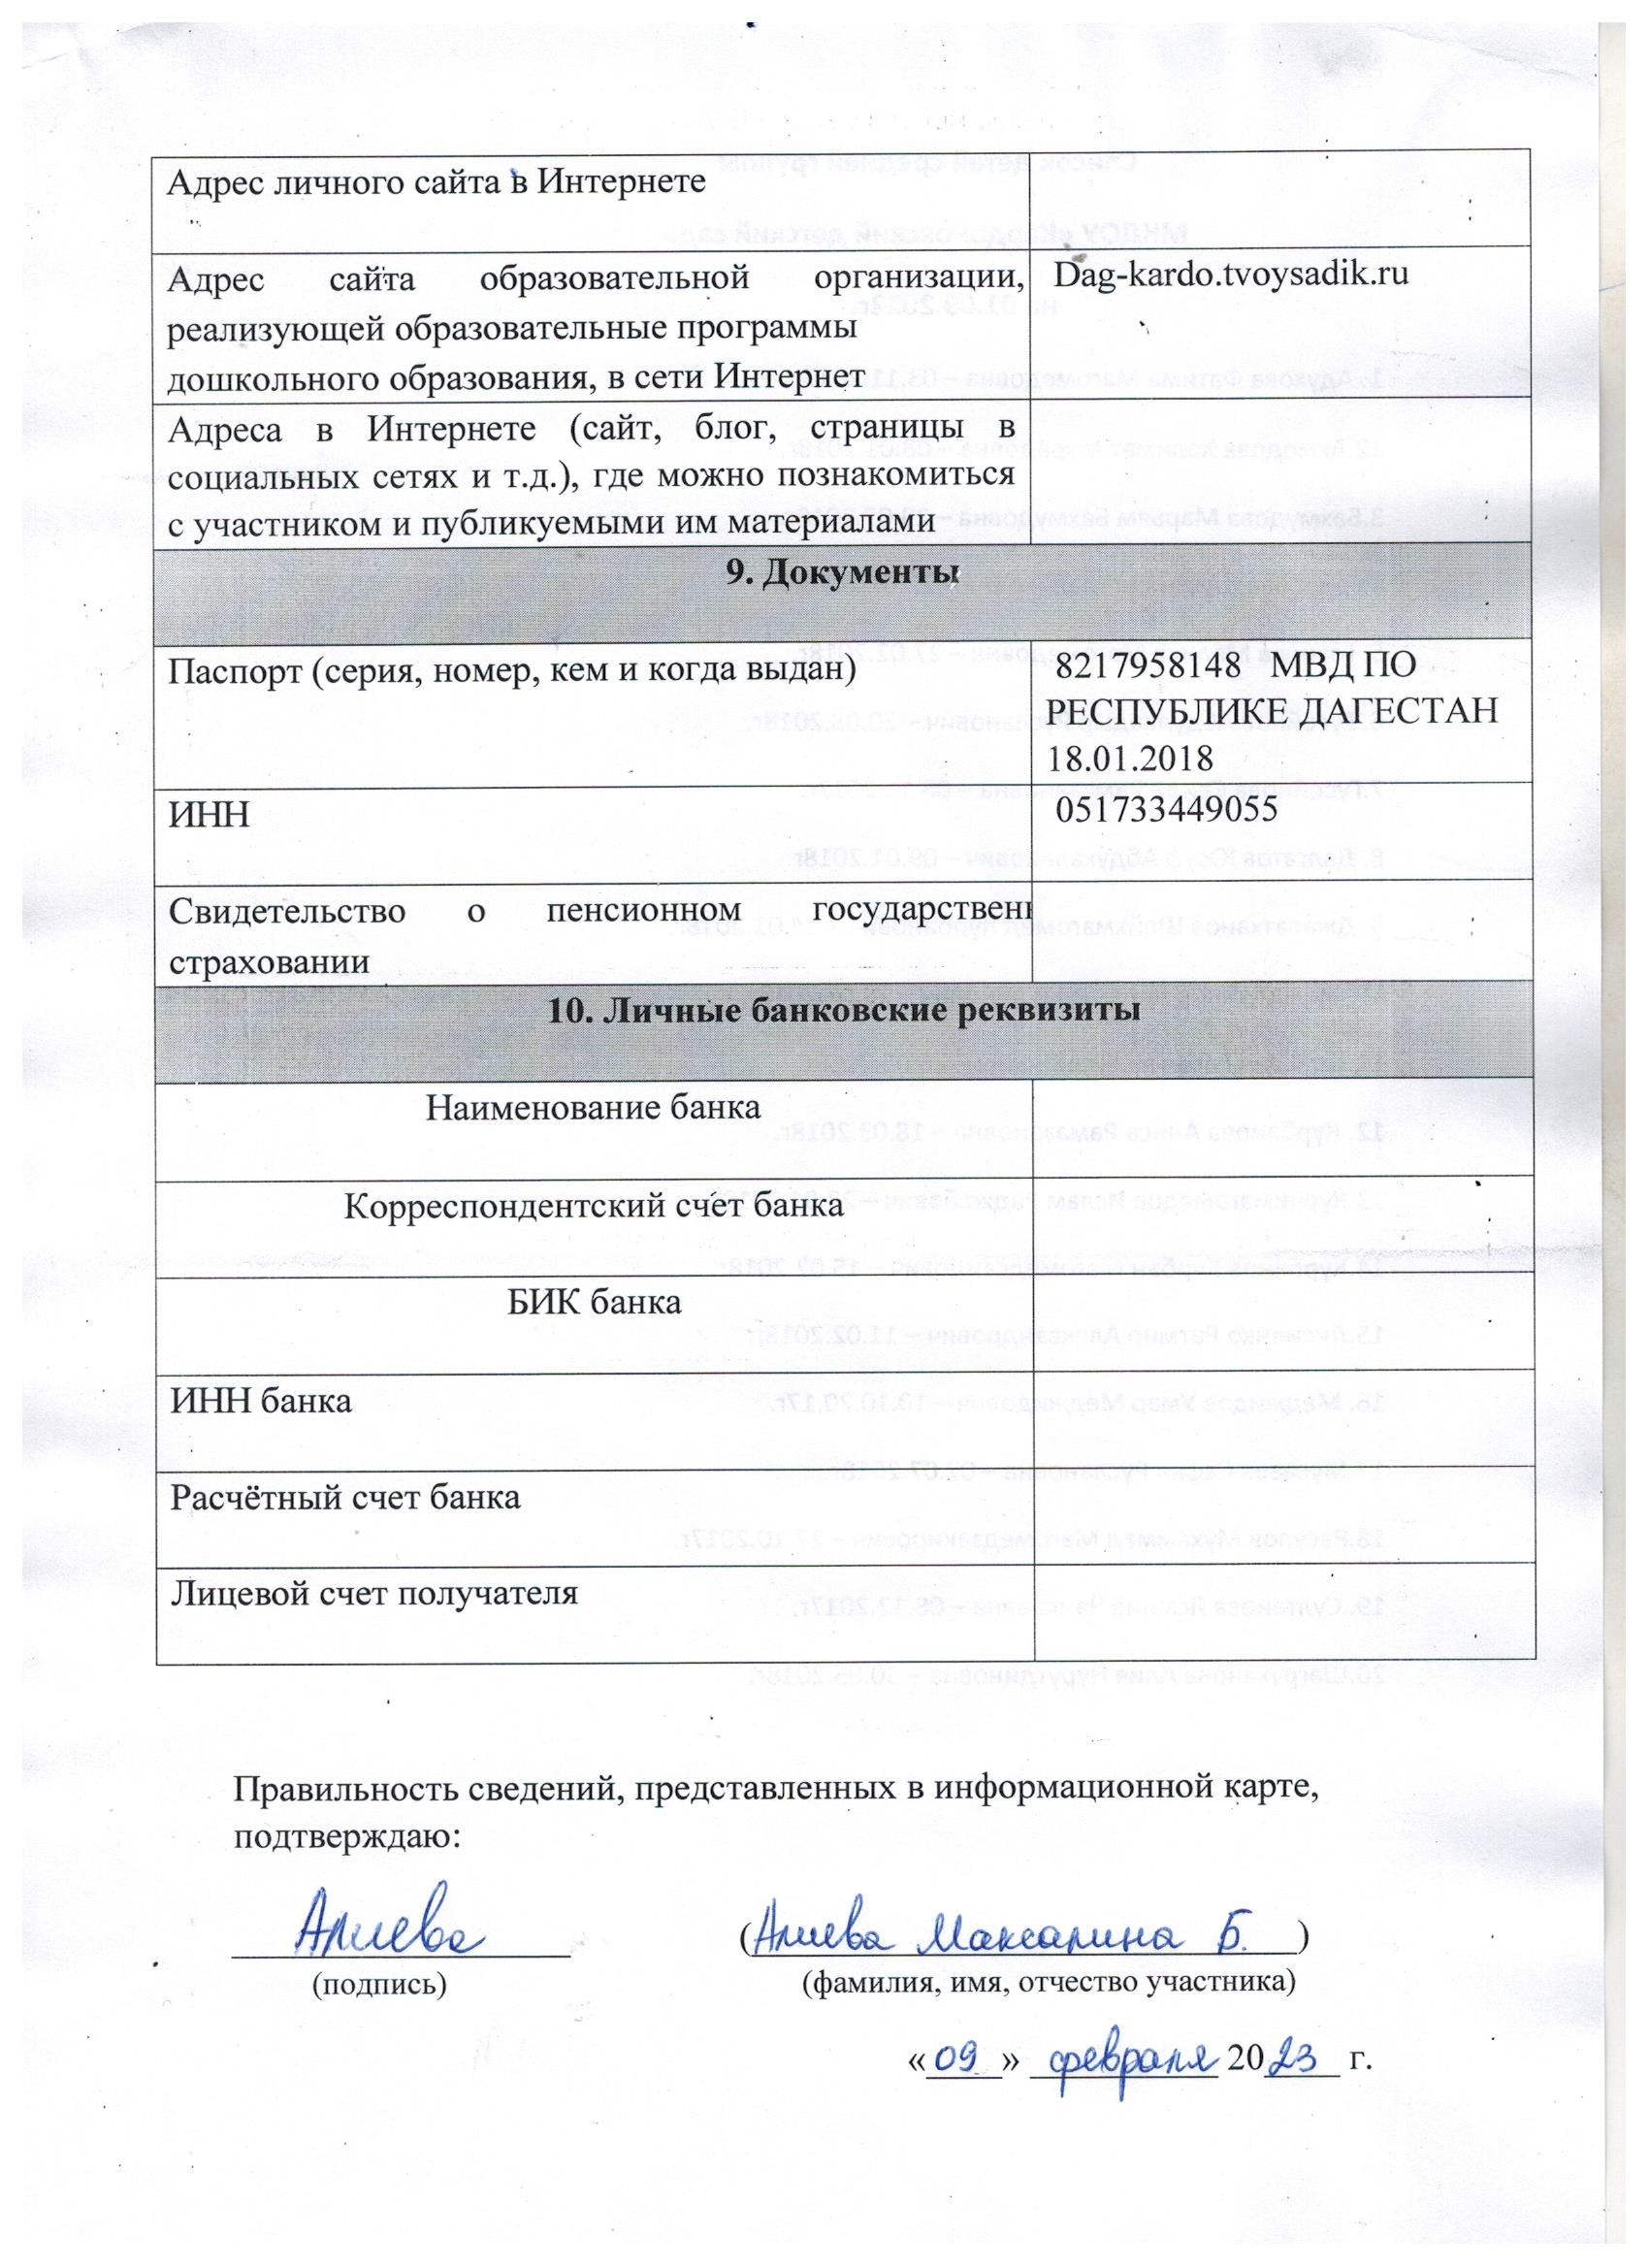 Адрес личного сайта в Интернете
Адрес сайта образовательной организации,
реализующей образовательные программы
дошкольного образования, в сети Интернет
Dag-kardo.tvoysadik.ru
Адреса в Интернете (сайт, блог, страницы в
социальных сетях и т.д.), где можно познакомиться
с участником и публикуемыми им материалами
9. Документы
Паспорт (серия, номер, кем и когда выдан)
8217958148 МВД ПО
РЕСПУБЛИКЕ ДАГЕСТАН
18.01.2018
ИНН
051733449055
Свидетельство о пенсионном государствен
страховании
10. Личные банковские реквизиты
Наименование банка
Корреспондентский счёт банка
БИК банка
ИНН банка
Расчётный счет банка
Лицевой счет получателя
Правильность сведений, представленных в информационной карте,
подтверждаю:
Алиева (Алиева Максалина Б.)
(подпись) (фамилия, имя, отчество участника)
«09» февраля 2023 г.